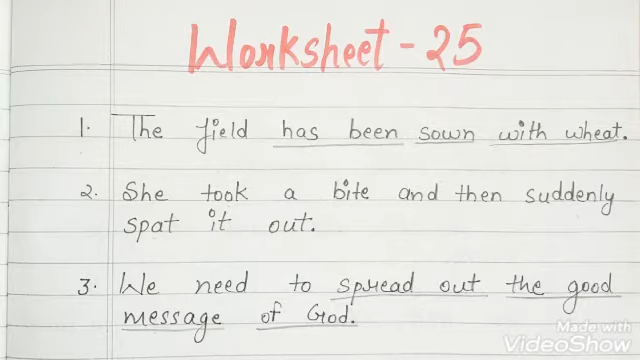 Worksheet - 25
1. The field has been sown with wheat.
2. She took a bite and then suddenly
spat it out.
3. We need to spread out the good
message of God.
Made with
VideoShow